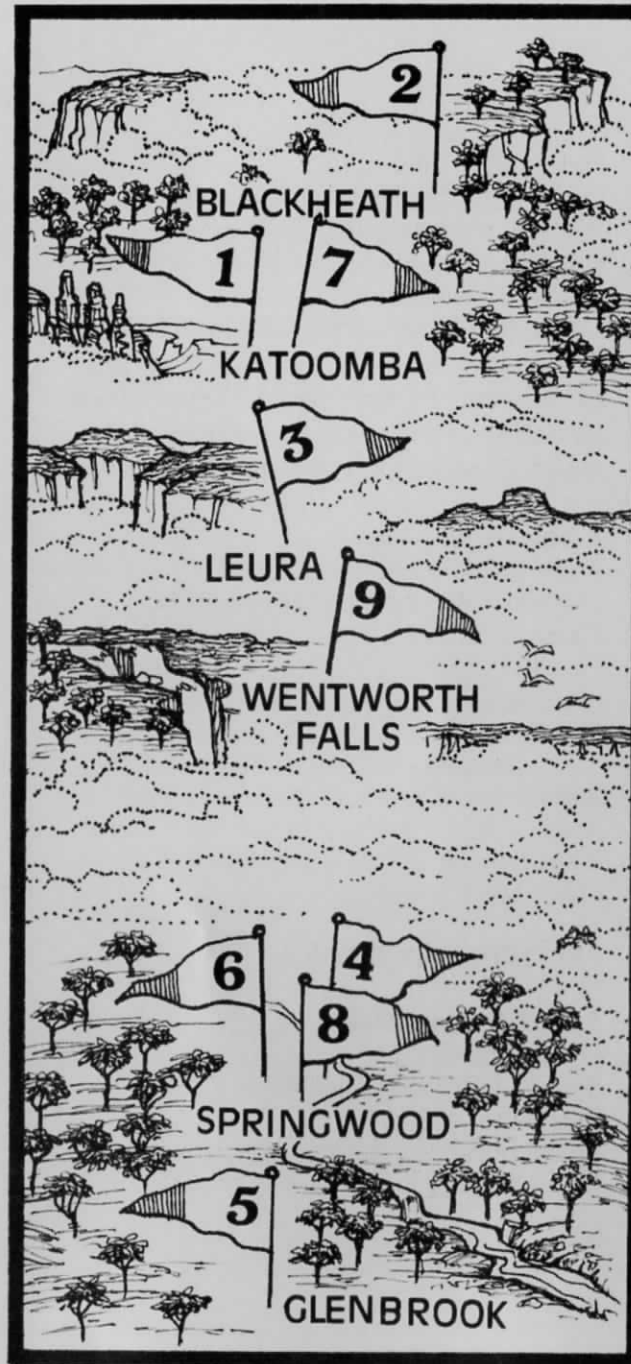 2
BLACKHEATH
1 7
KATOOMBA
3
LEURA
9
WENTWORTH
FALLS
6 4
8
SPRINGWOOD
5
GLENBROOK